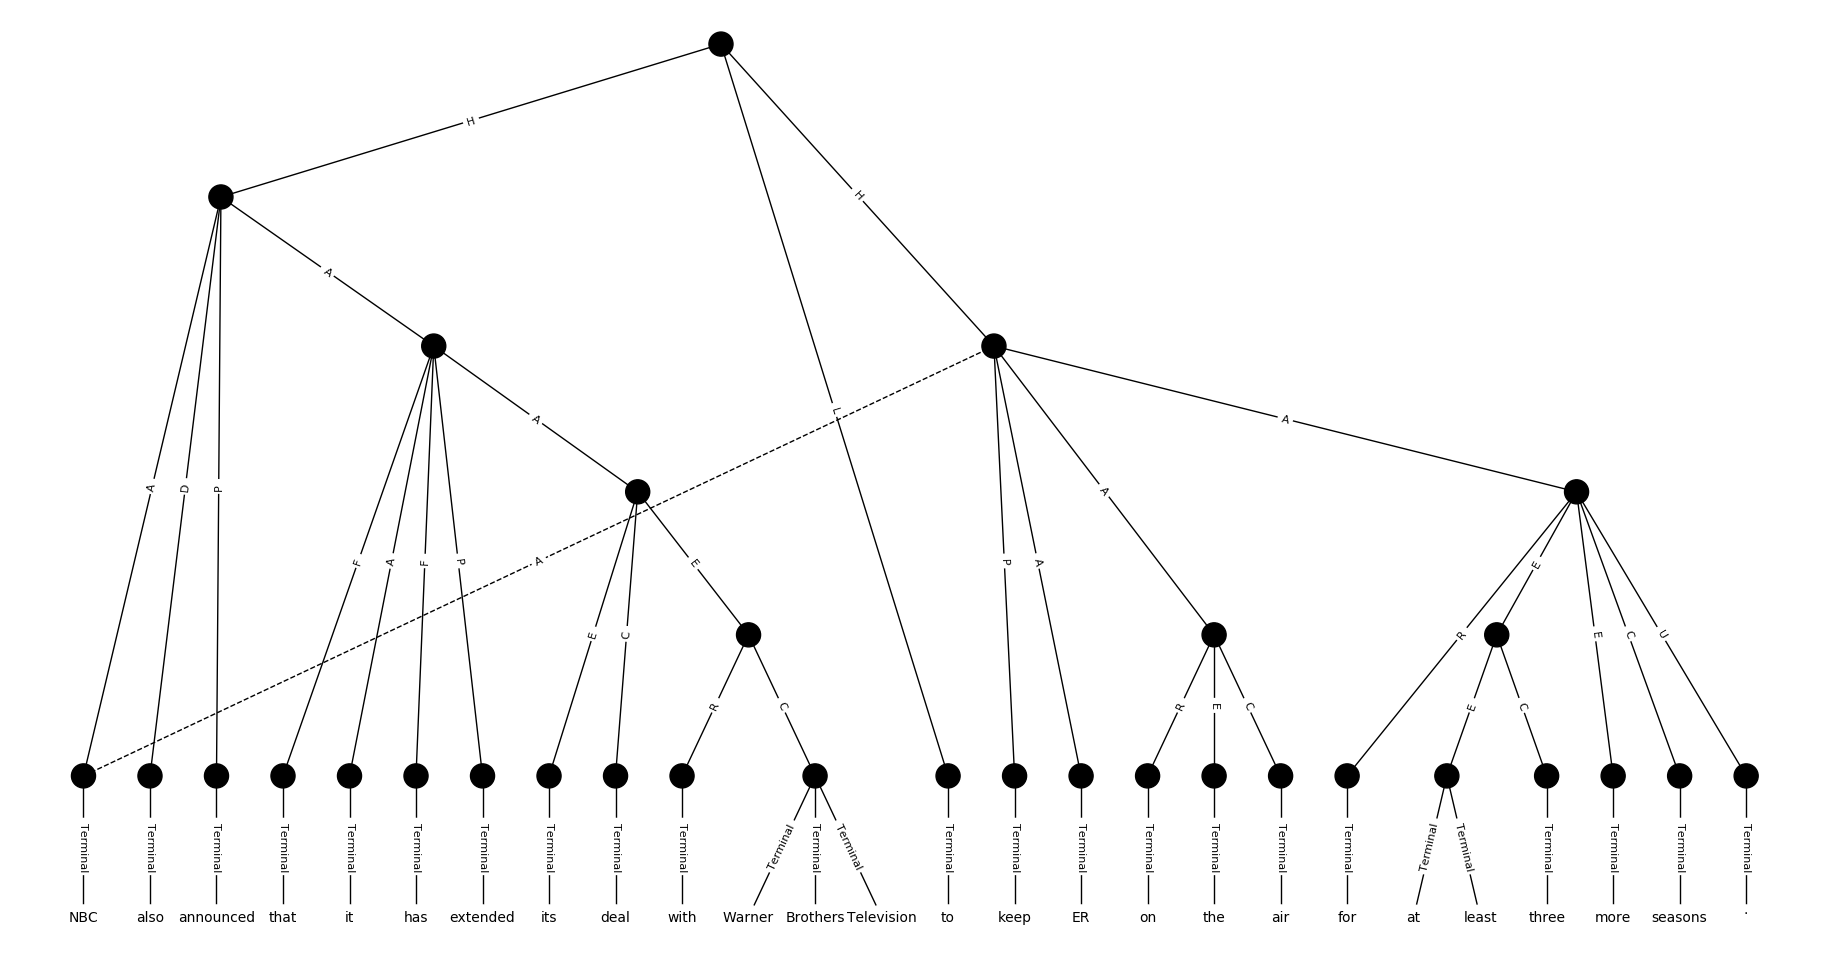 H
H
A
L
A
A
A
A D P
A
F A F P
A
E
P A
E
E C
R
E C U
R C
R E C
E C
Terminal Terminal Terminal Terminal Terminal Terminal Terminal Terminal Terminal Terminal Terminal Terminal Terminal Terminal Terminal Terminal Terminal Terminal Terminal Terminal Terminal Terminal Terminal Terminal Terminal Terminal
NBC also announced that it has extended its deal with Warner Brothers Television to keep ER on the air for at least three more seasons .